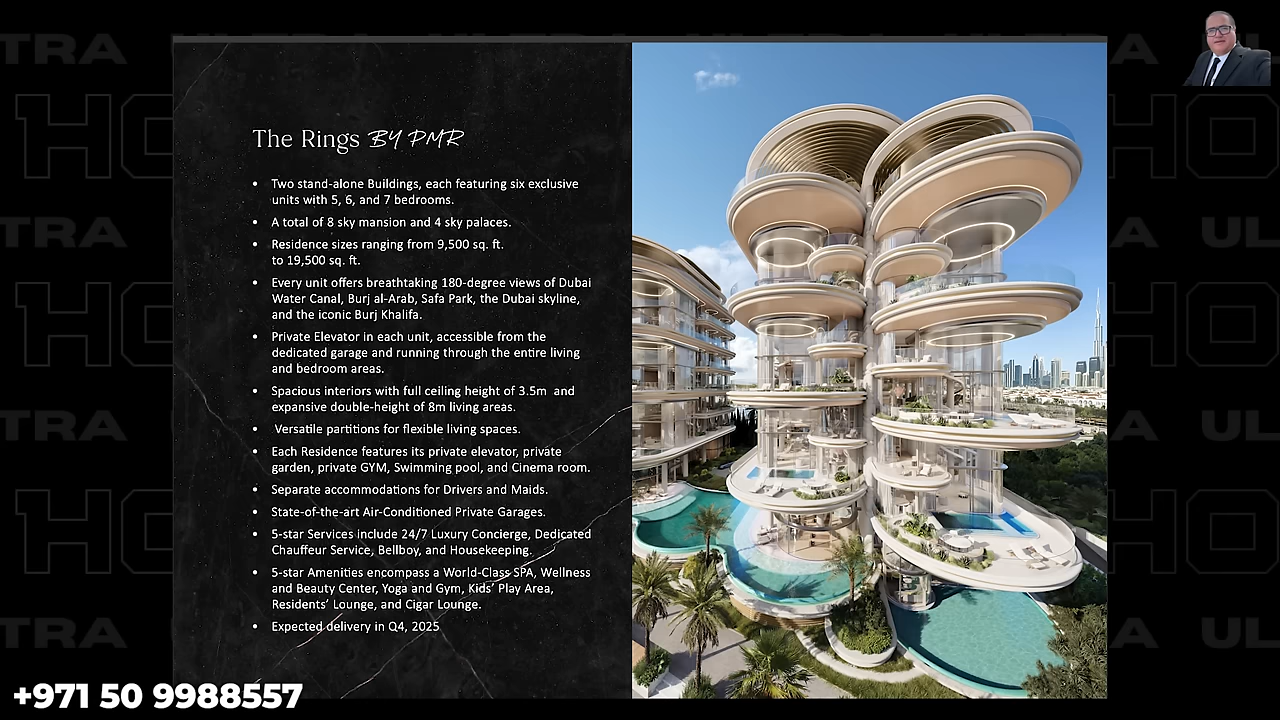 The Rings BY PMR
• Two stand-alone Buildings, each featuring six exclusive
units with 5, 6, and 7 bedrooms.
• A total of 8 sky mansion and 4 sky palaces.
• Residence sizes ranging from 9,500 sq. ft.
to 19,500 sq. ft.
• Every unit offers breathtaking 180-degree views of Dubai
Water Canal, Burj al-Arab, Safa Park, the Dubai skyline,
and the iconic Burj Khalifa.
• Private Elevator in each unit, accessible from the
dedicated garage and running through the entire living
and bedroom areas.
• Spacious interiors with full ceiling height of 3.5m and
expansive double-height of 8m living areas.
• Versatile partitions for flexible living spaces.
• Each Residence features its private elevator, private
garden, private GYM, Swimming pool, and Cinema room.
• Separate accommodations for Drivers and Maids.
• State-of-the-art Air-Conditioned Private Garages.
• 5-star Services include 24/7 Luxury Concierge, Dedicated
Chauffeur Service, Bellboy, and Housekeeping.
• 5-star Amenities encompass a World-Class SPA, Wellness
and Beauty Center, Yoga and Gym, Kids' Play Area,
Residents' Lounge, and Cigar Lounge.
• Expected delivery in Q4, 2025
+971 50 9988557